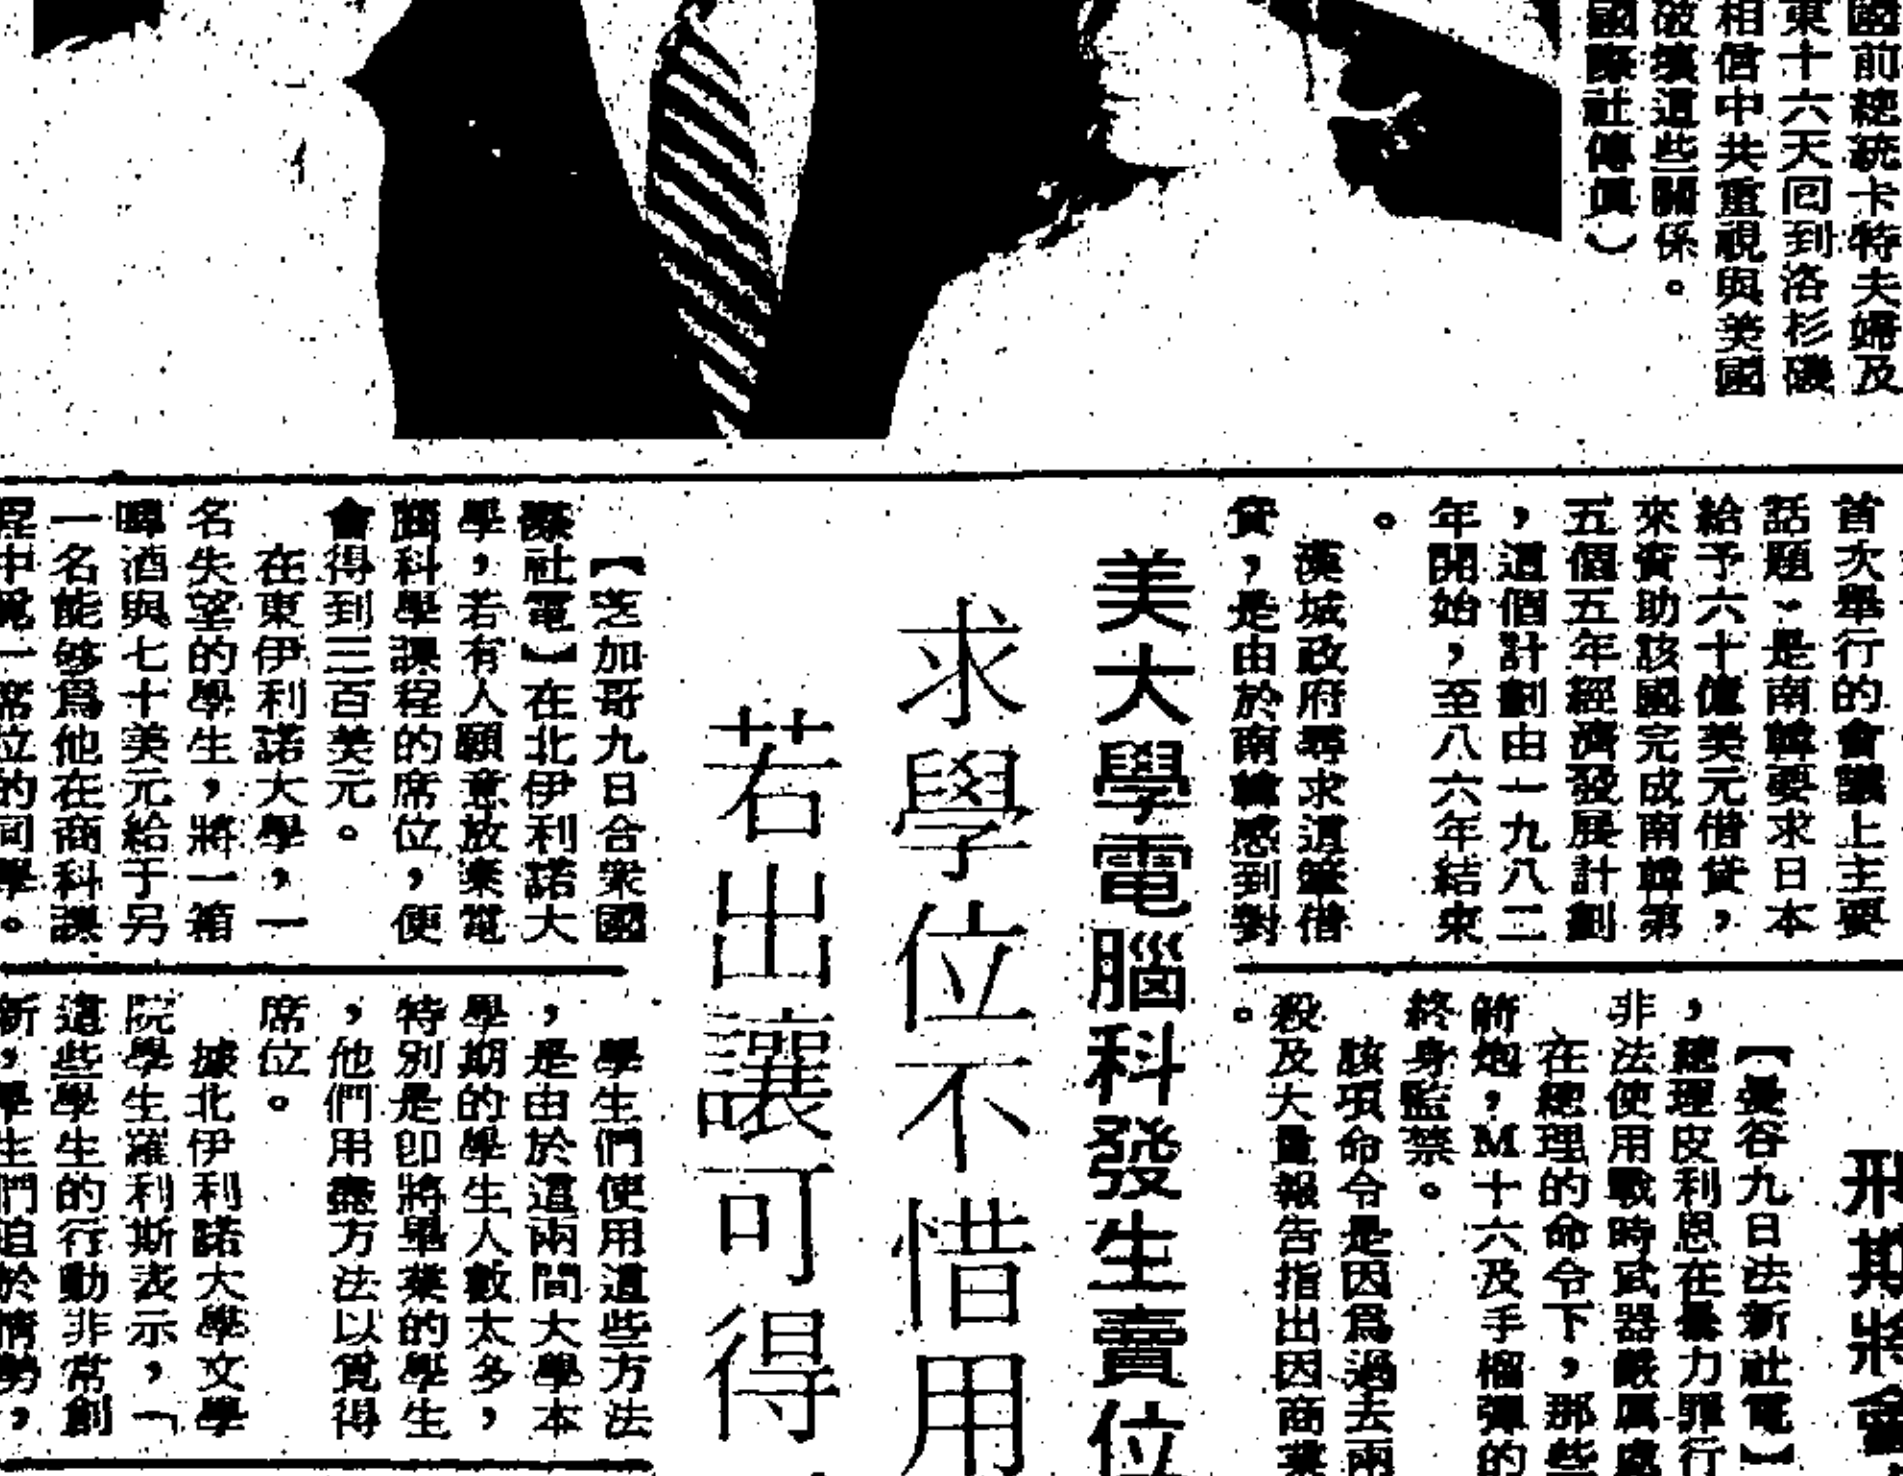 國前總統卡特夫婦及
東十六天回到洛杉磯
相信中共重視與美國
破壞這些關係。
國際社傳眞）
首次舉行的會議上主要
話題，是南韓要求日本
給予六十億美元借貸，
來資助該國完成南韓第
五個五年經濟發展計劃
，這個計劃由一九八二
年開始，至八六年結束
。
漢城政府尋求這筆借
貸，是由於南韓感到對
刑
期將會
【曼谷九日法新社電】
，總理皮利恩在暴力罪行
非法使用戰時武器嚴厲處
在總理的命令下，那些
箭炮，M十六及手榴彈的
終身監禁。
該項命令是因爲過去兩
殺及大量報告指出因商業
。
美大學電腦科發生賣位
求學位不惜用
若出讓可得
【芝加哥九日合衆國
際社電】在北伊利諾大
學，若有人願意放棄電
腦科學課程的席位，便
會得到三百美元。
在東伊利諾大學，一
名失望的學生，將一箱
啤酒與七十美元給于另
一名能够爲他在商科課
程中覓一席位的同學。
學生們使用這些方法
，是由於這兩間大學本
學期的學生人數太多，
特別是卽將畢業的學生
，他們用盡方法以覓得
席位。
據北伊利諾大學文學
院學生羅利斯表示，「
這些學生的行動非常創
新，學生們迫於情勢，